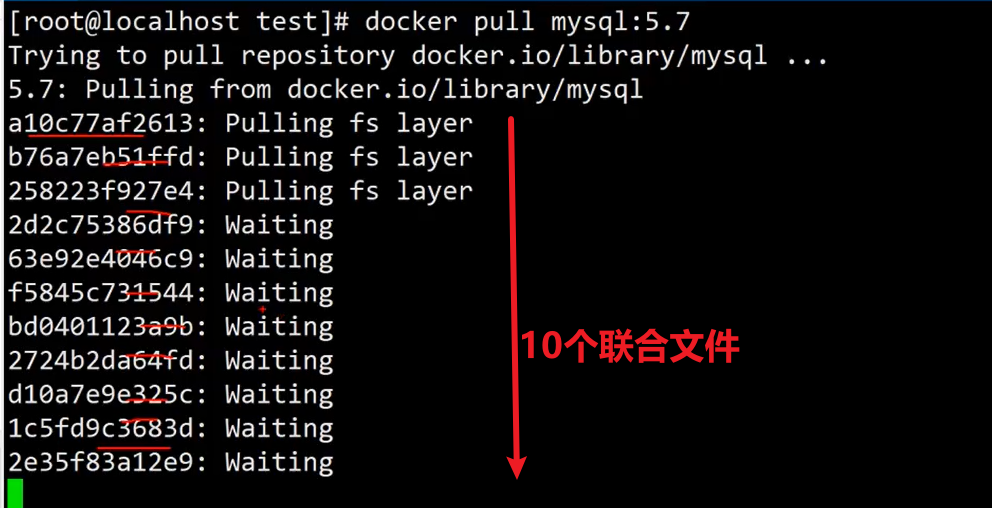 [root@localhost test]# docker pull mysql:5.7
Trying to pull repository docker.io/library/mysql ...
5.7: Pulling from docker.io/library/mysql
a10c77af2613: Pulling fs layer
b76a7eb51ffd: Pulling fs layer
258223f927e4: Pulling fs layer
2d2c75386df9: Waiting
63e92e4046c9: Waiting
f5845c731544: Waiting
bd0401123a9b: Waiting
2724b2da64fd: Waiting
d10a7e9e325c: Waiting
1c5fd9c3683d: Waiting
2e35f83a12e9: Waiting
10个联合文件